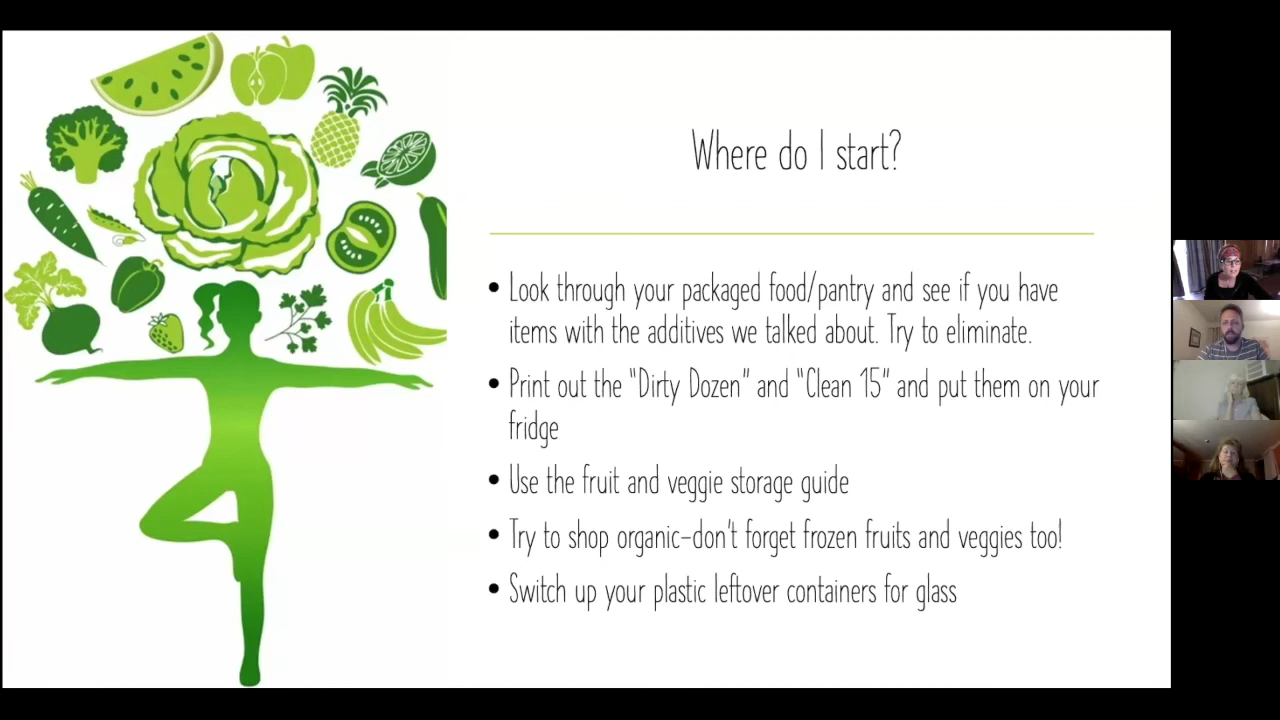 Where do I start?
• Look through your packaged food/pantry and see if you have
items with the additives we talked about. Try to eliminate.
• Print out the "Dirty Dozen" and "Clean 15" and put them on your
fridge
• Use the fruit and veggie storage guide
• Try to shop organic–don't forget frozen fruits and veggies too!
• Switch up your plastic leftover containers for glass